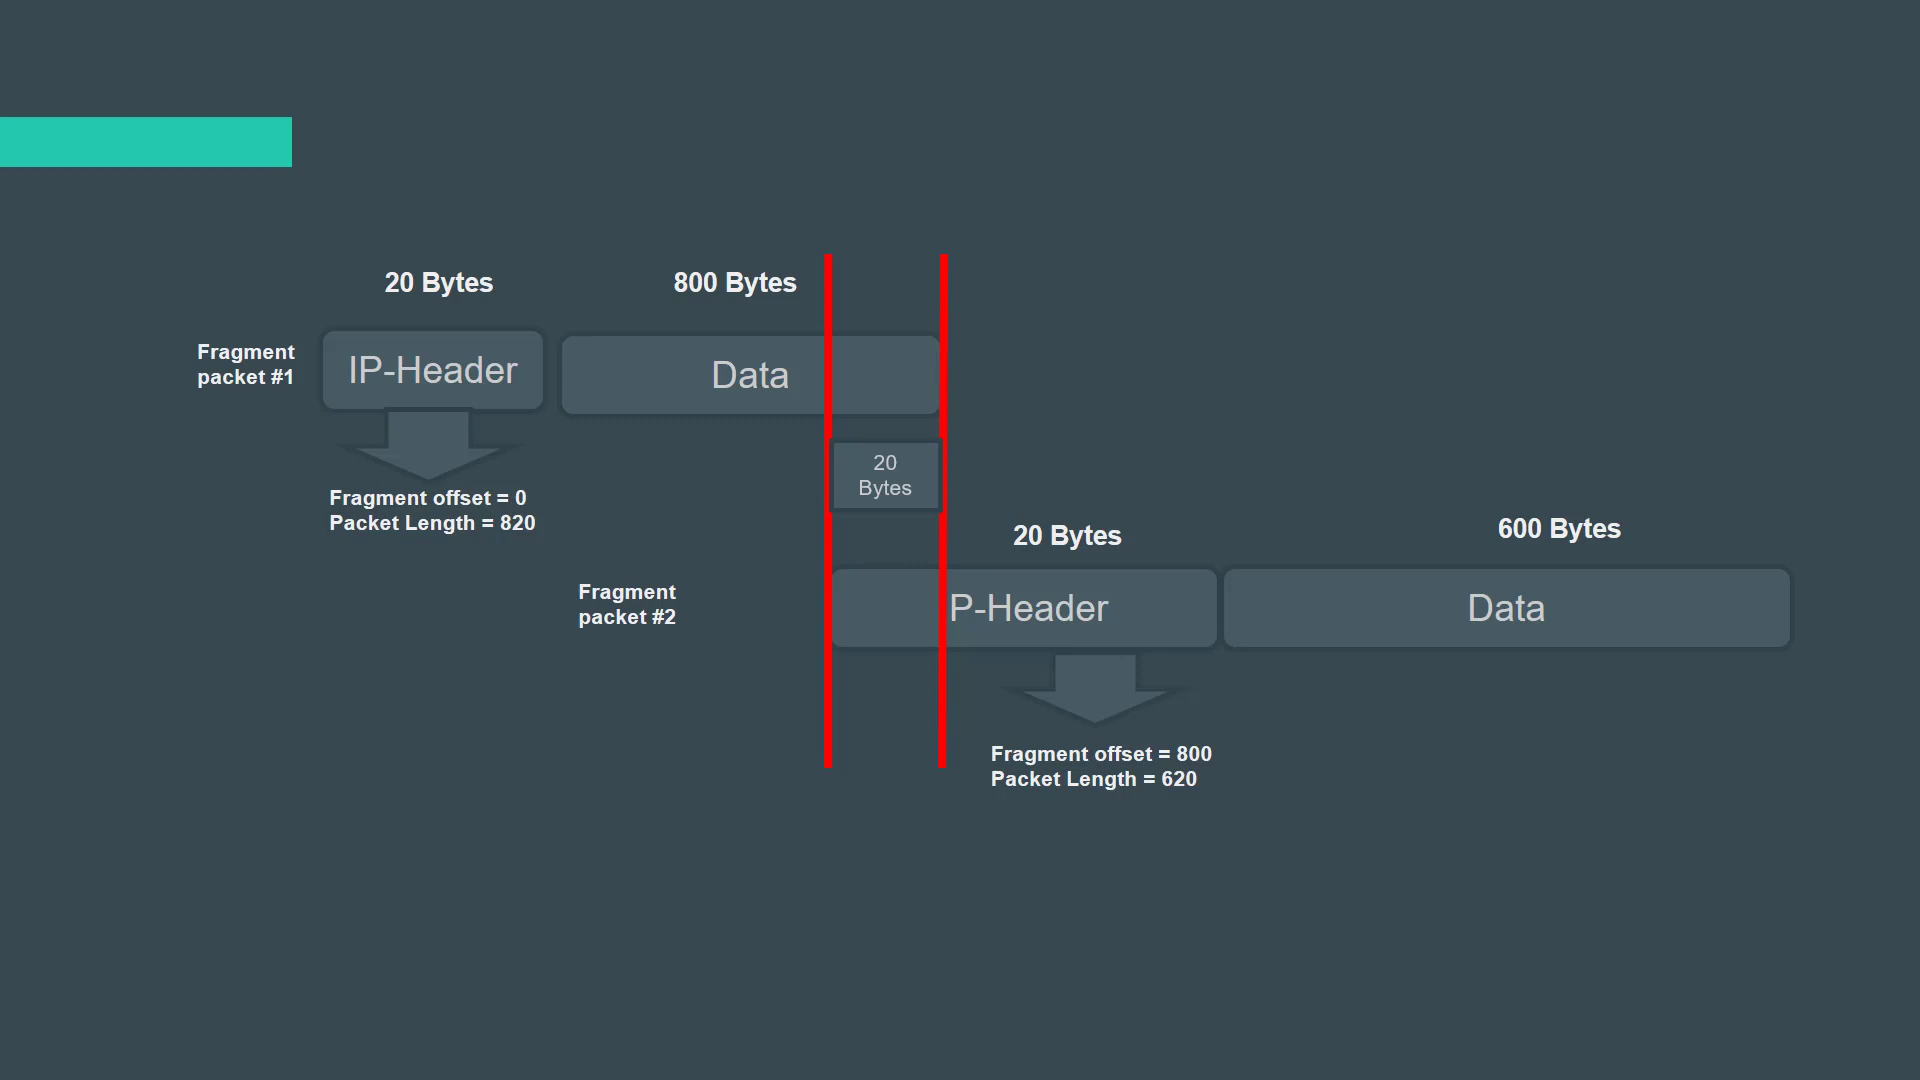 20 Bytes
800 Bytes
Fragment
packet #1
IP-Header
Data
20
Bytes
Fragment offset = 0
Packet Length = 820
20 Bytes
600 Bytes
Fragment
packet #2
P-Header
Data
Fragment offset = 800
Packet Length = 620